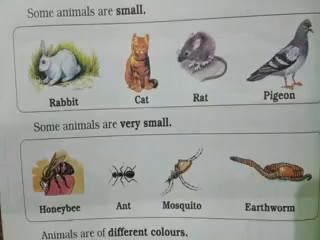 Some animals are small.
Rabbit Cat Rat Pigeon
Some animals are very small.
Honeybee Ant Mosquito Earthworm
Animals are of different colours.